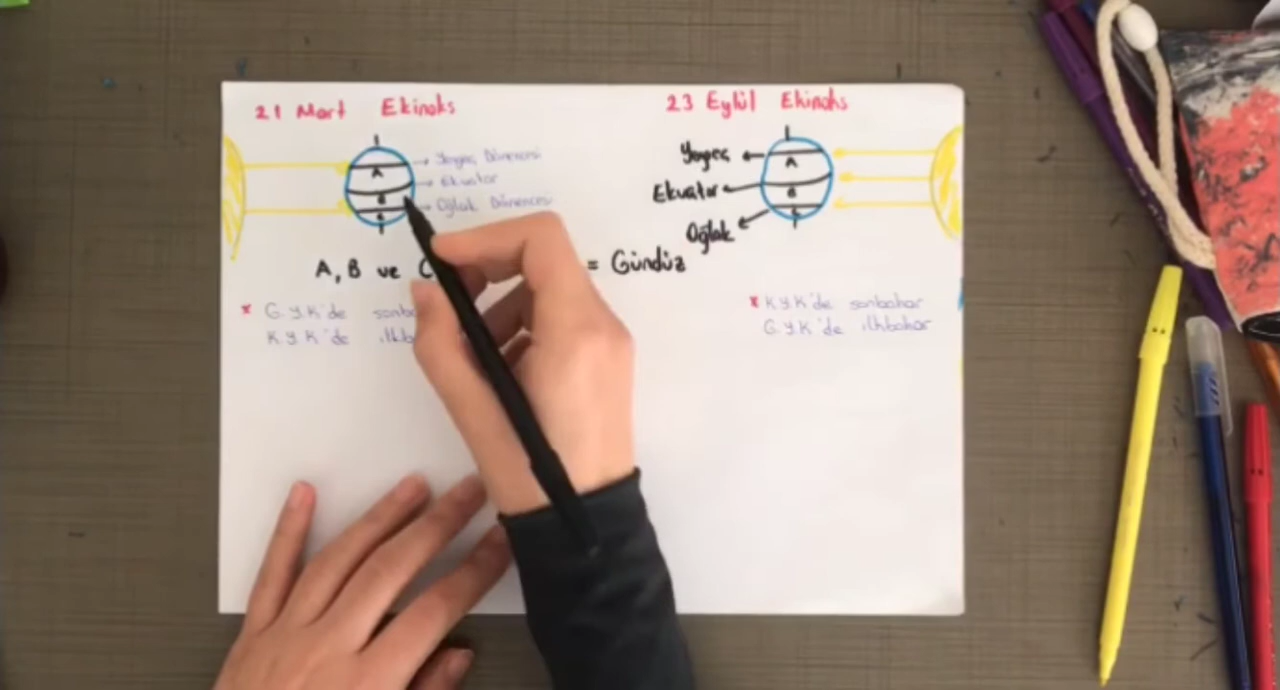 21 Mart Ekinoks
23 Eylül Ekinoks
A
B
C
Yengeç Dönencesi
Ekvator
Oğlak Dönencesi
Yengeç
Ekvator
Oğlak
A
B
C
A, B ve C
= Gündüz
* G.Y.K'de sonba
K.Y.K'de ilkb
* K.Y.K'de sonbahar
G.Y.K'de ilkbahar